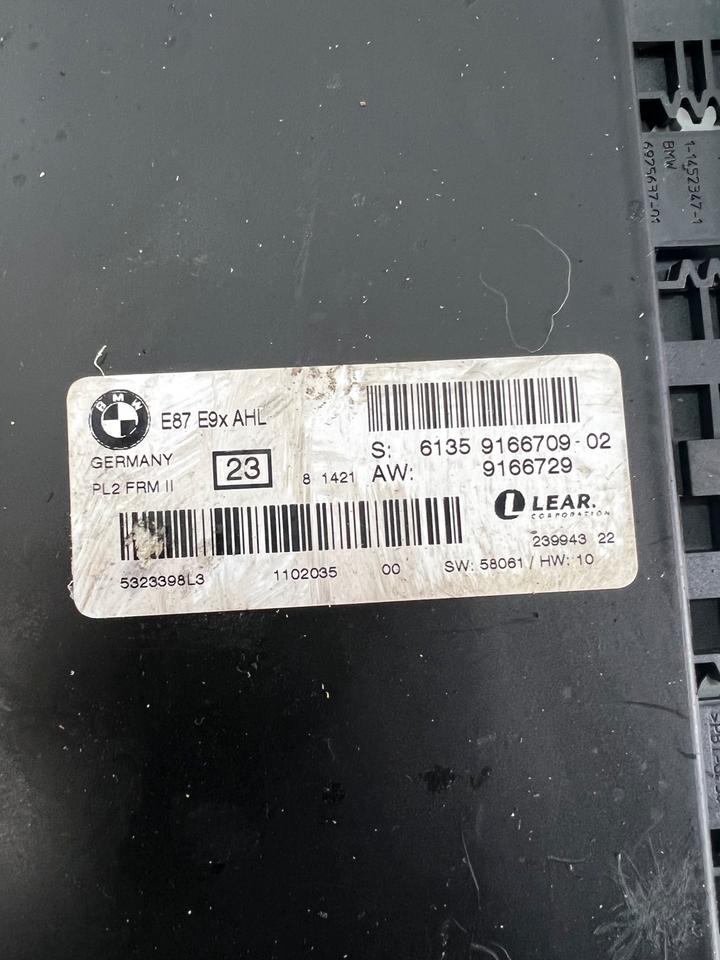 BMW
E87 E9x AHL
GERMANY
PL2 FRM II
23
8 1421
S: 6135 9166709-02
AW: 9166729
LEAR.
CORPORATION
239943 22
5323398L3 1102035 00 SW: 58061 / HW: 10
1-1452347-1
BMW
6925677-01